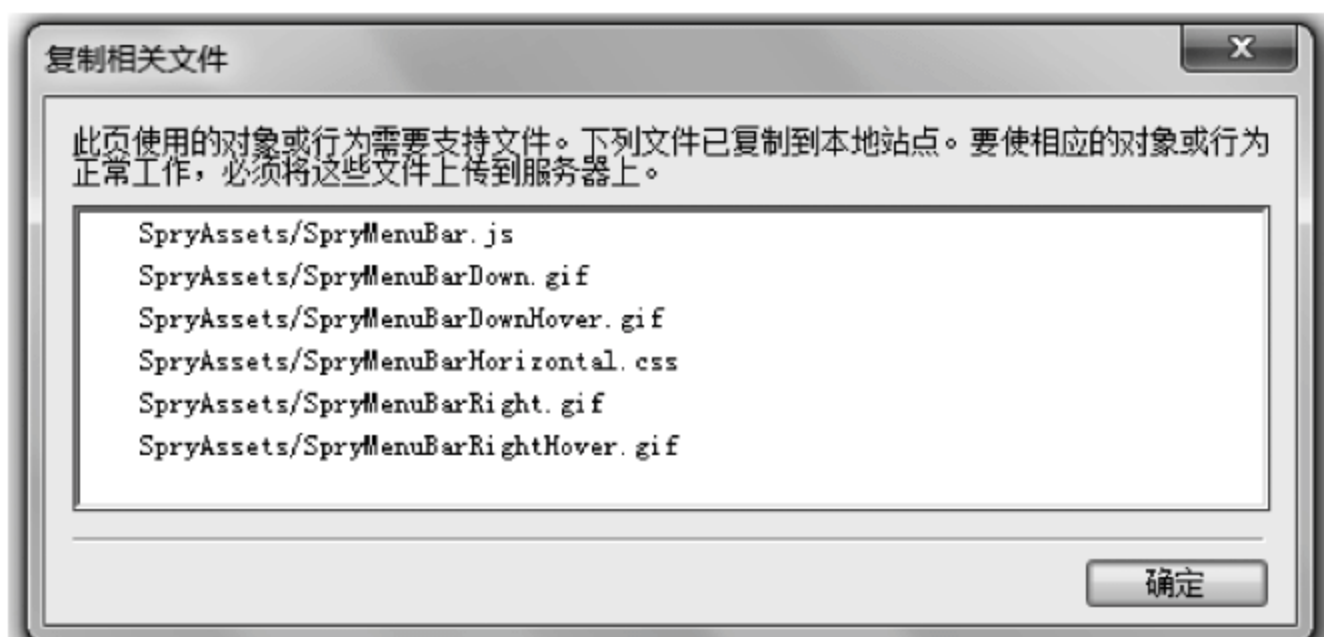 复制相关文件
此页使用的对象或行为需要支持文件。下列文件已复制到本地站点。要使相应的对象或行为
正常工作，必须将这些文件上传到服务器上。
SpryAssets/SpryMenuBar.js
SpryAssets/SpryMenuBarDown.gif
SpryAssets/SpryMenuBarDownHover.gif
SpryAssets/SpryMenuBarHorizontal.css
SpryAssets/SpryMenuBarRight.gif
SpryAssets/SpryMenuBarRightHover.gif
确定